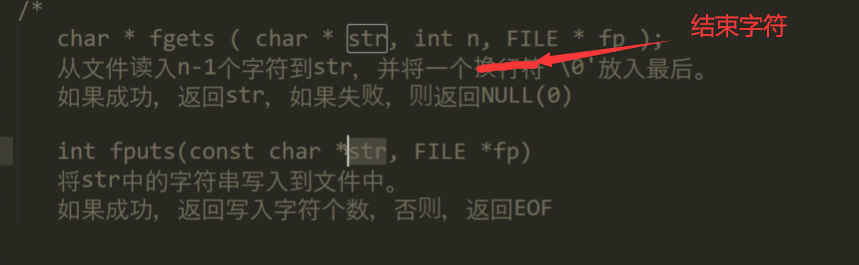 /*
char * fgets ( char * str, int n, FILE * fp );
结束字符
从文件读入n-1个字符到str，并将一个换行符'\0'放入最后。
如果成功，返回str，如果失败，则返回NULL(0)
int fputs(const char *str, FILE *fp)
将str中的字符串写入到文件中。
如果成功，返回写入字符个数，否则，返回EOF